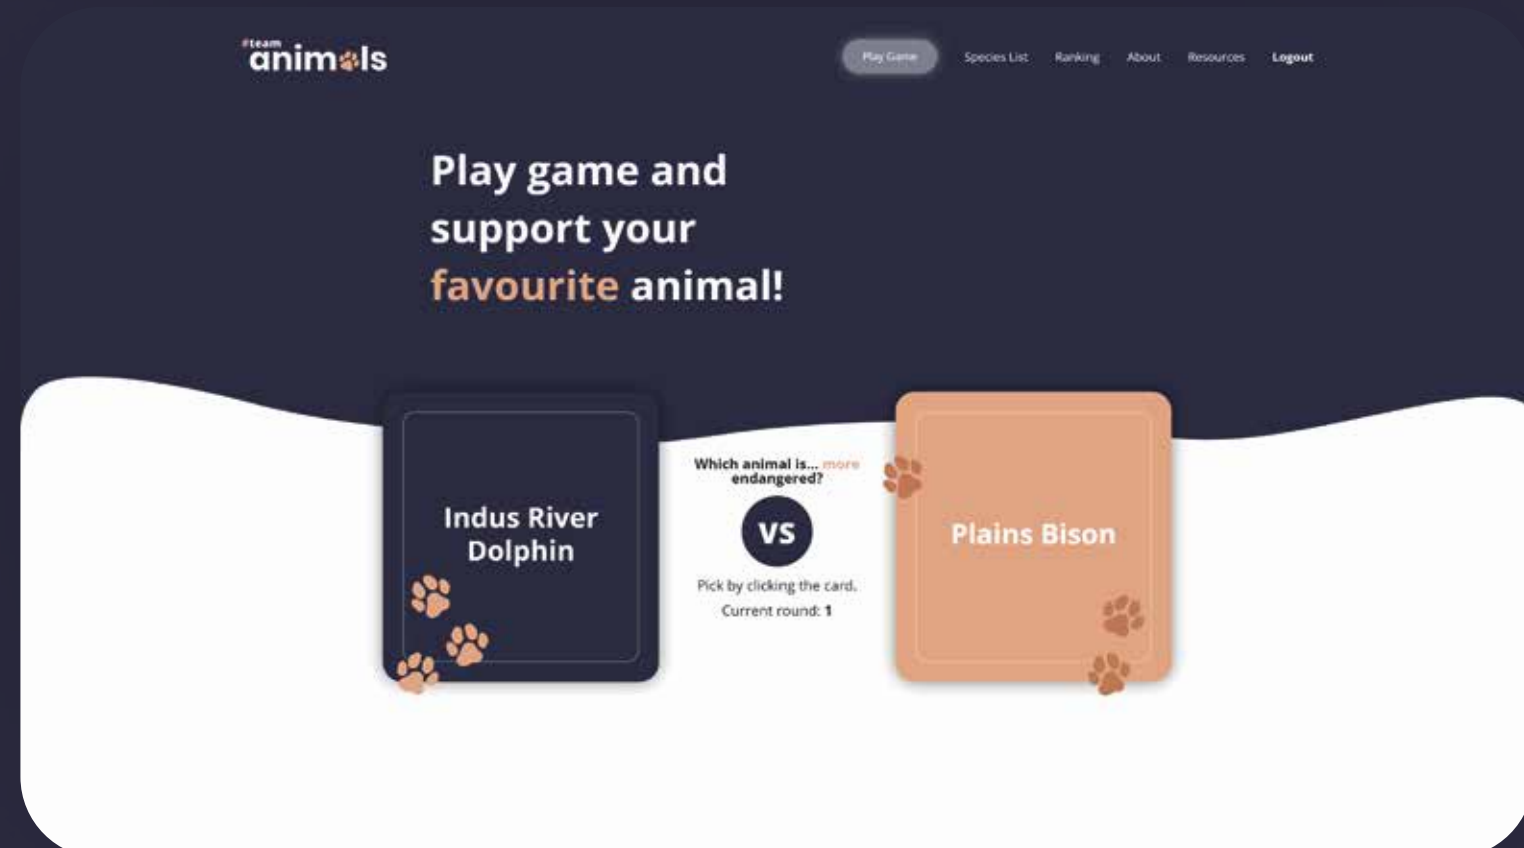 #team
animals
Play Game
Species List
Ranking
About
Resources
Logout
Play game and
support your
favourite animal!
Indus River
Dolphin
Which animal is... more
endangered?
VS
Pick by clicking the card.
Current round: 1
Plains Bison